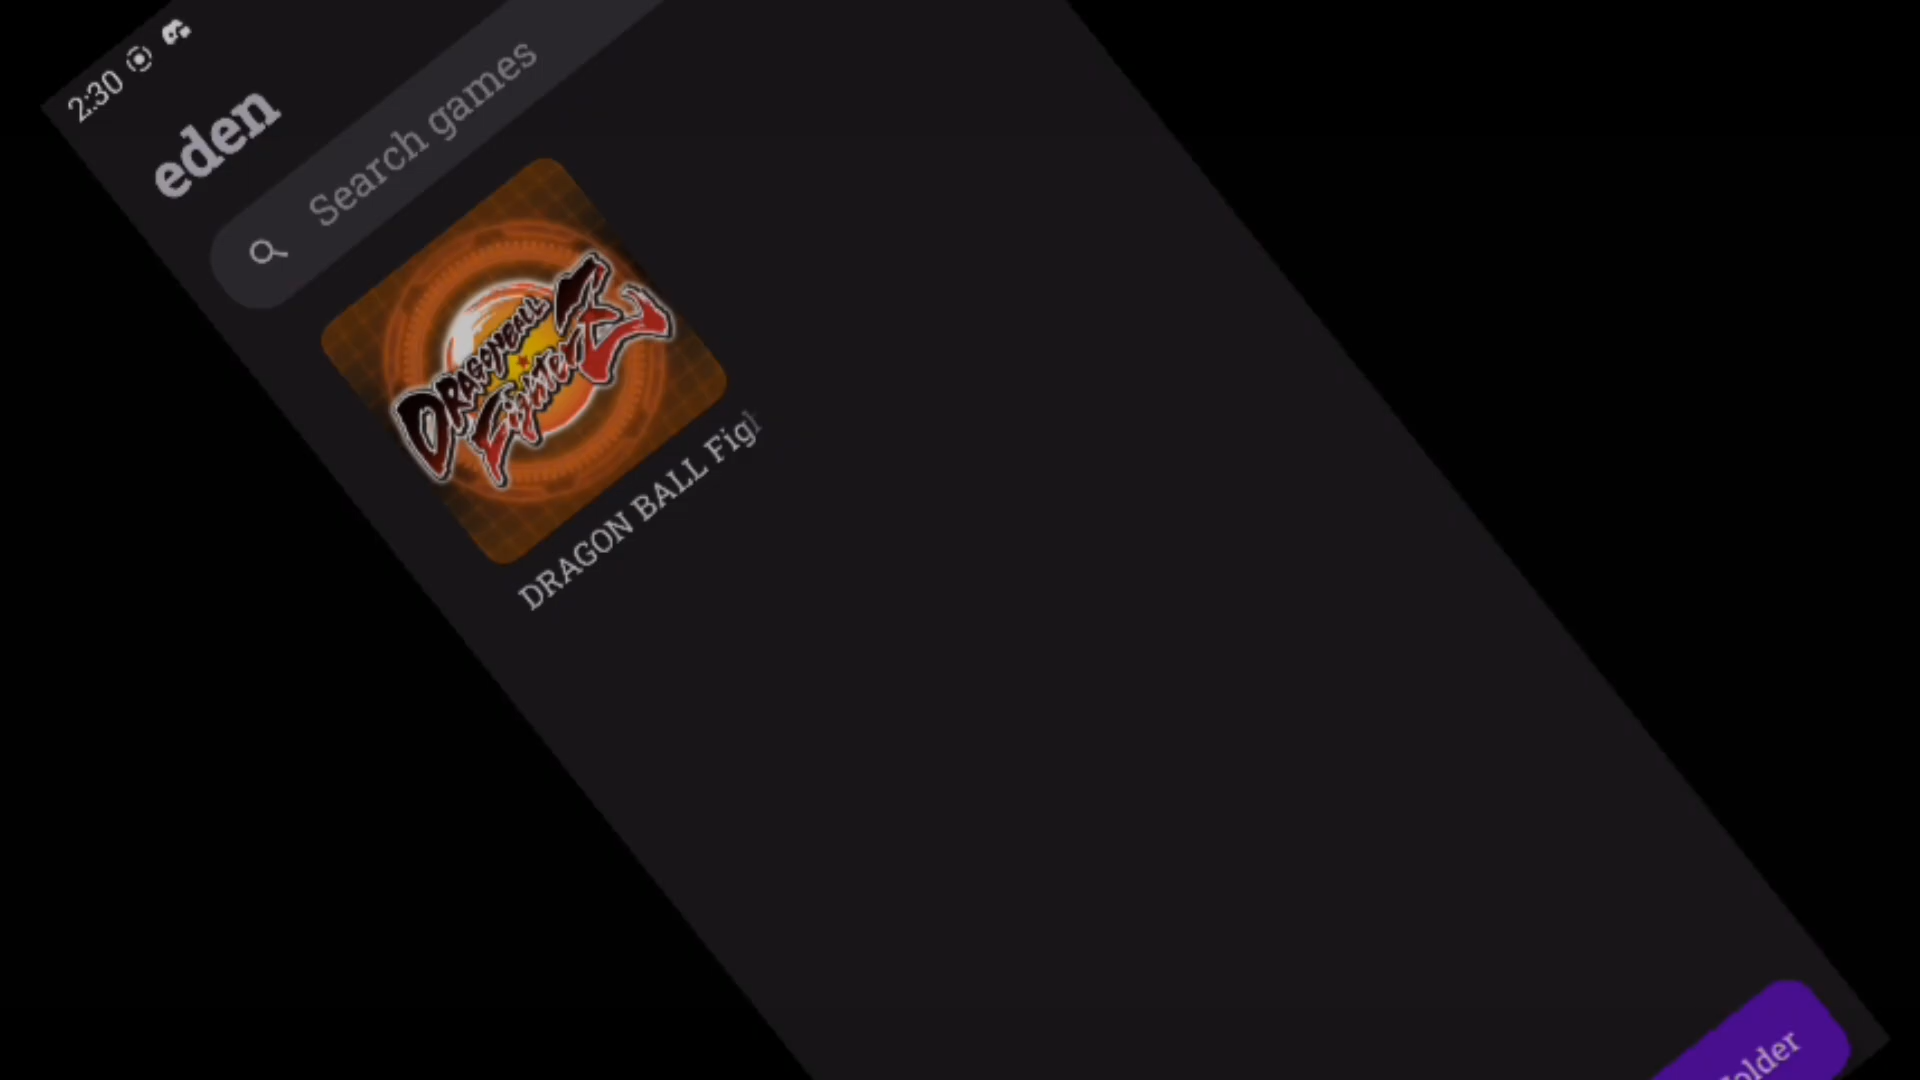 2:30
eden
Search games
DRAGONBALL
FighterZ
DRAGON BALL Figh
older